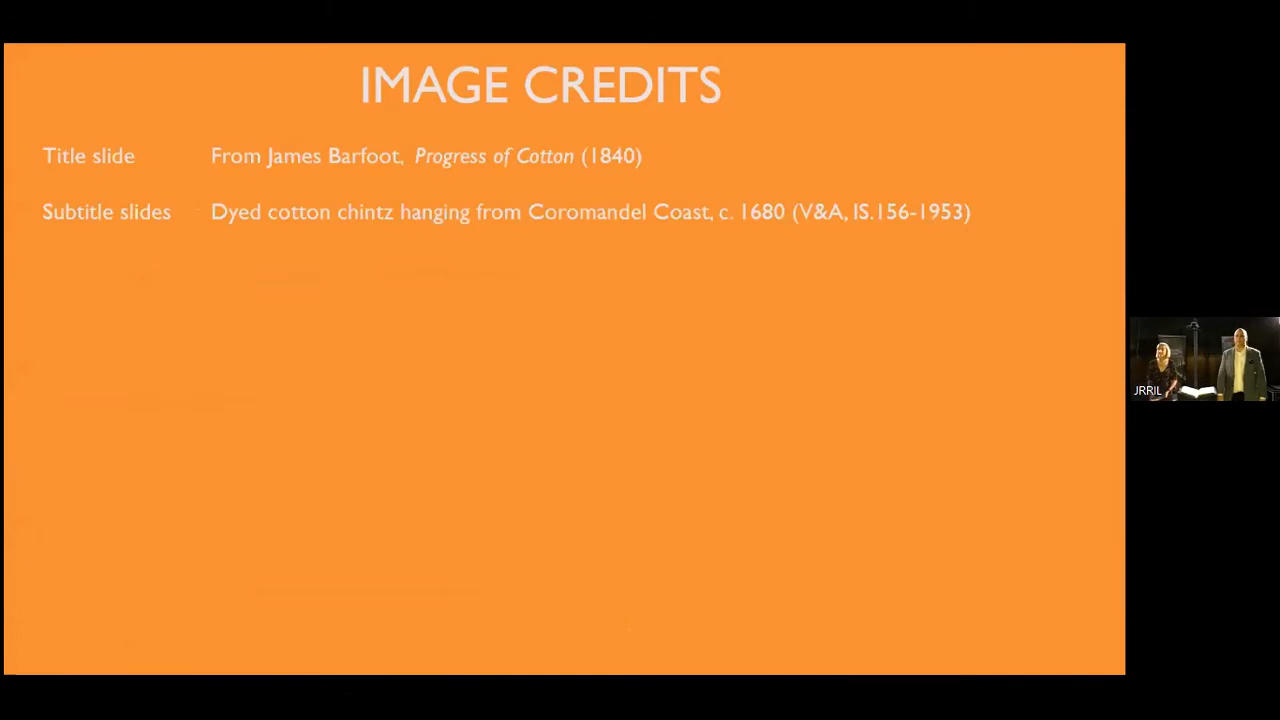 IMAGE CREDITS
Title slide From James Barfoot, Progress of Cotton (1840)
Subtitle slides Dyed cotton chintz hanging from Coromandel Coast, c. 1680 (V&A, IS.156-1953)
JRRIL